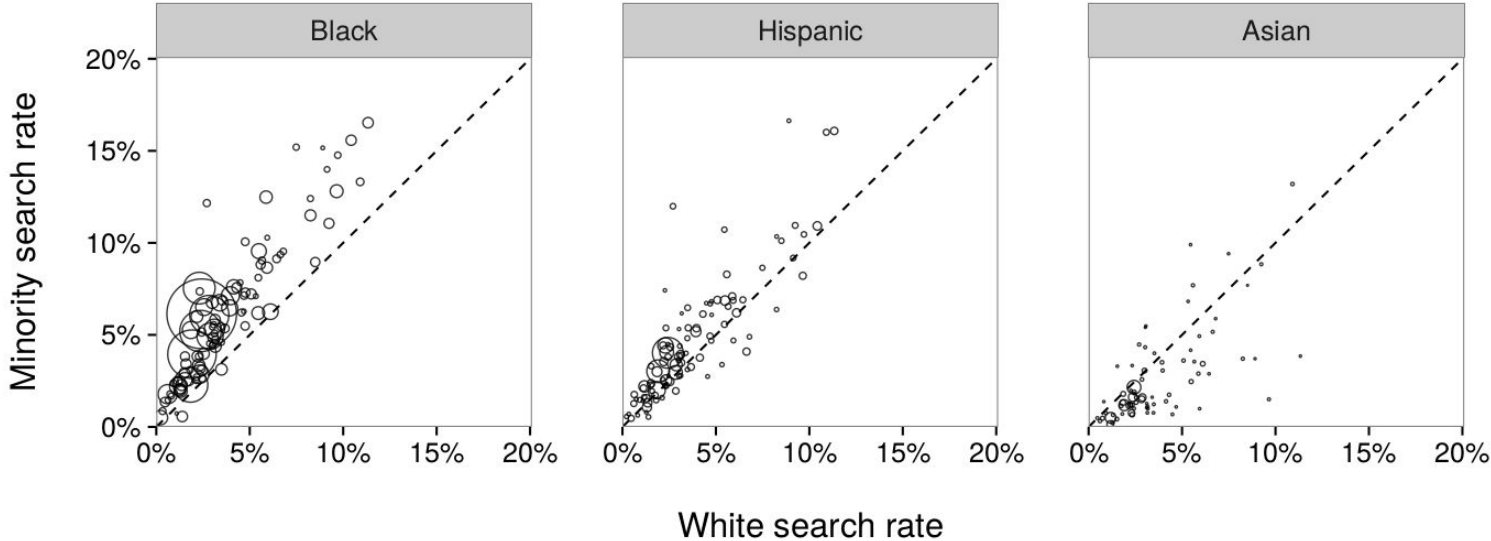 Black Hispanic Asian
Minority search rate
20%
15%
10%
5%
0%
0% 5% 10% 15% 20% 0% 5% 10% 15% 20% 0% 5% 10% 15% 20%
White search rate